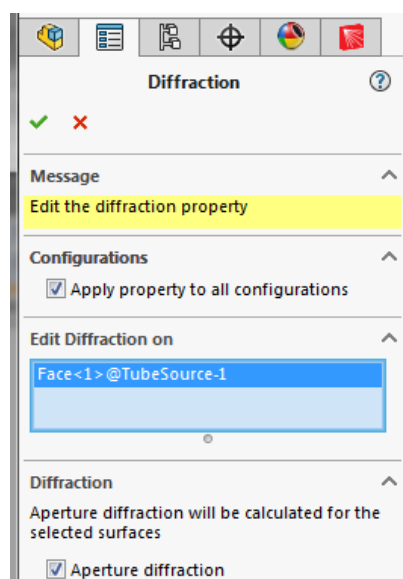 Diffraction
?
Message
Edit the diffraction property
Configurations
Apply property to all configurations
Edit Diffraction on
Face<1>@TubeSource-1
Diffraction
Aperture diffraction will be calculated for the
selected surfaces
Aperture diffraction